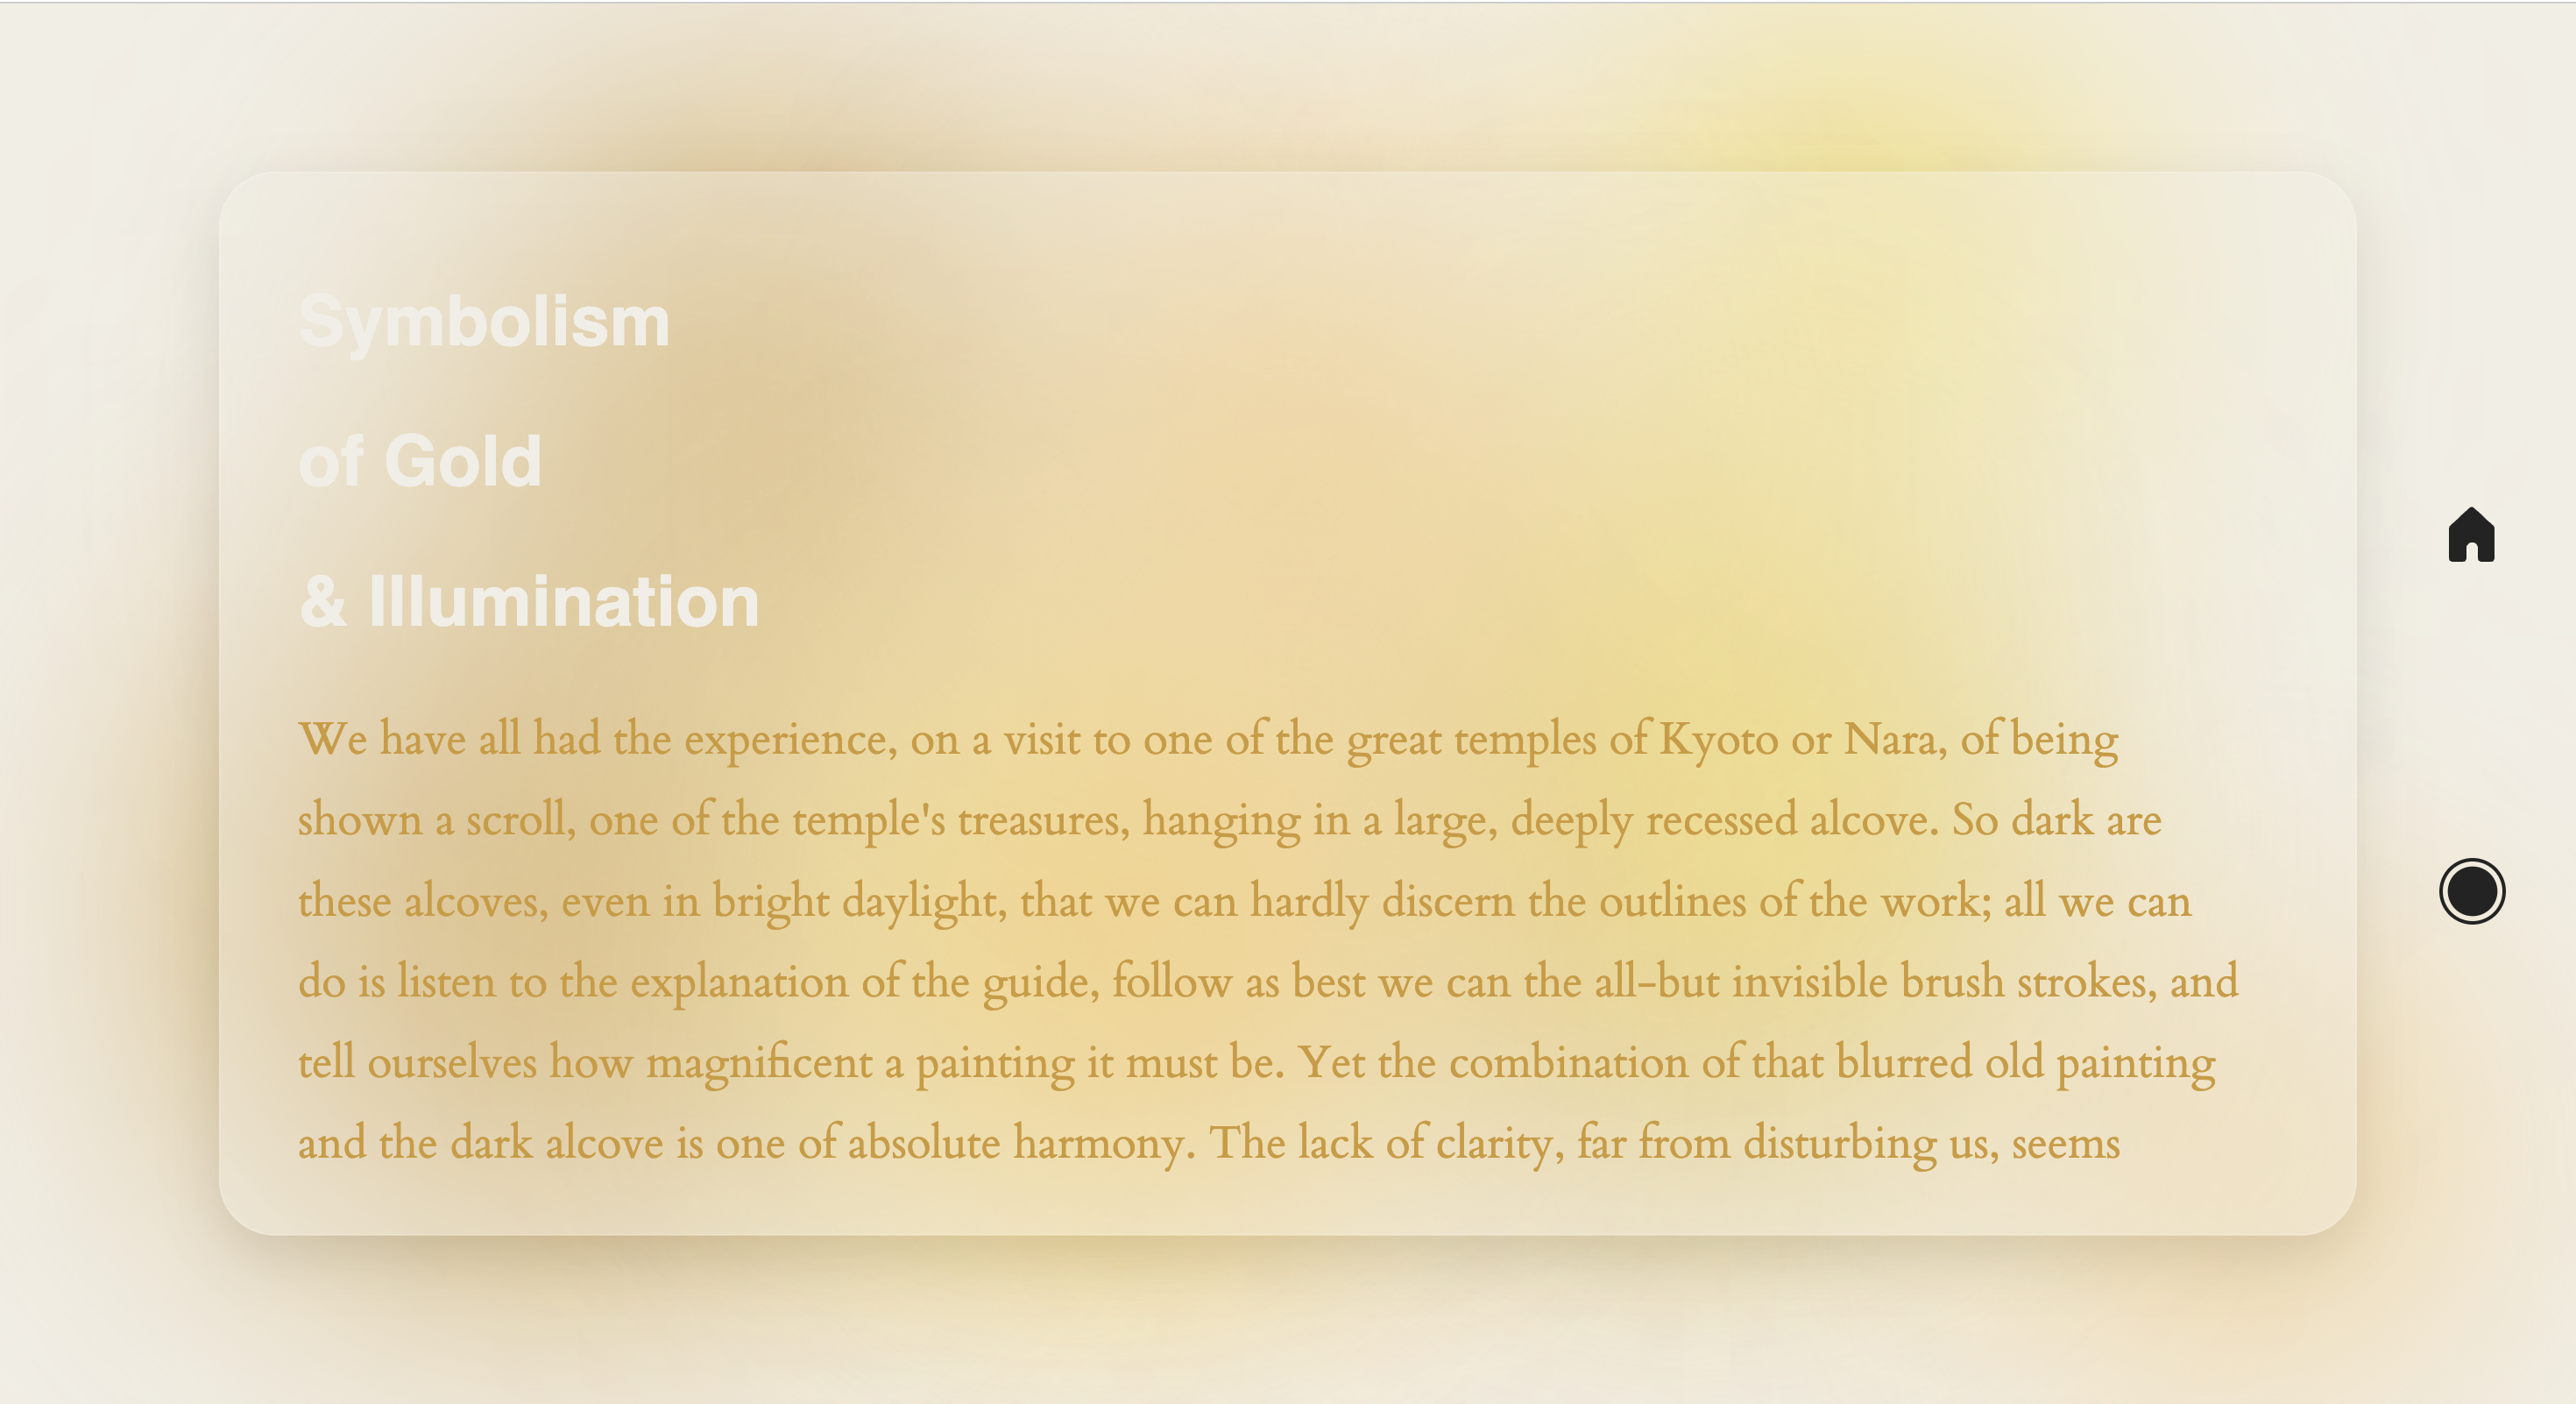 Symbolism
of Gold
& Illumination
We have all had the experience, on a visit to one of the great temples of Kyoto or Nara, of being
shown a scroll, one of the temple's treasures, hanging in a large, deeply recessed alcove. So dark are
these alcoves, even in bright daylight, that we can hardly discern the outlines of the work; all we can
do is listen to the explanation of the guide, follow as best we can the all-but invisible brush strokes, and
tell ourselves how magnificent a painting it must be. Yet the combination of that blurred old painting
and the dark alcove is one of absolute harmony. The lack of clarity, far from disturbing us, seems